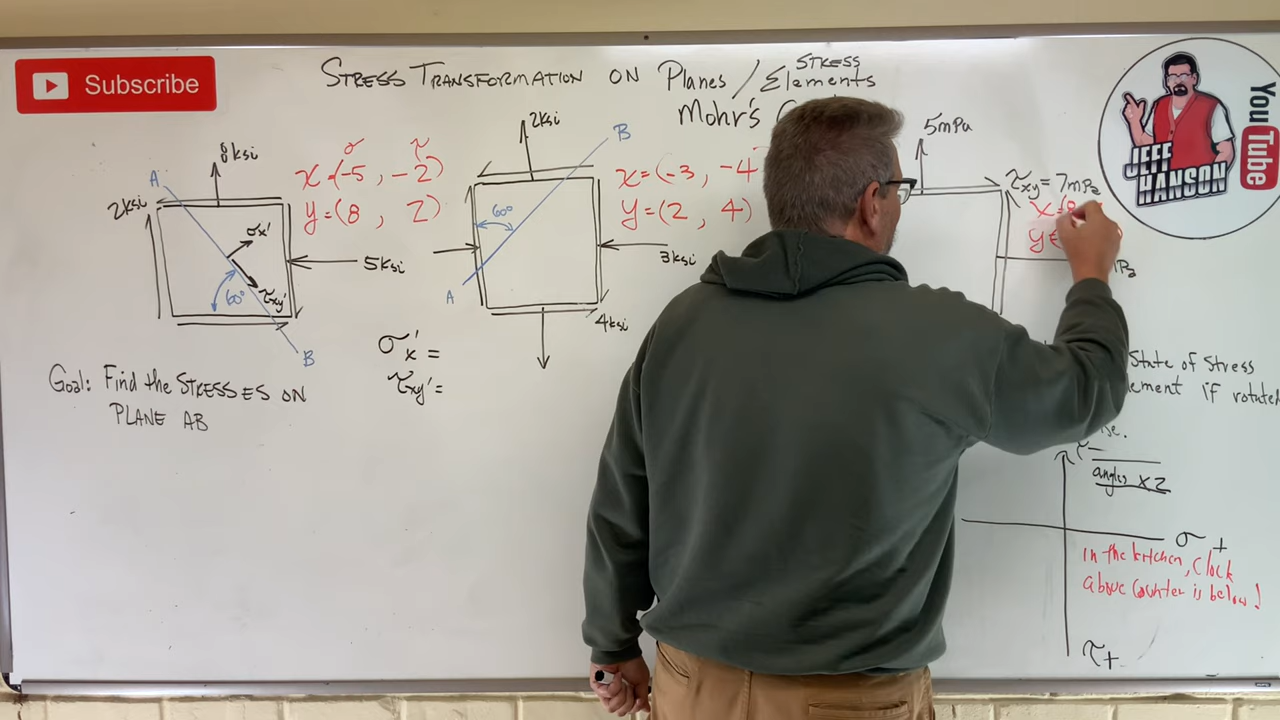 Subscribe
STRESS TRANSFORMATION ON Planes / STRESS Elements
Mohr's
JEFF HANSON
YouTube
8ksi
A
2ksi
σx'
τxy'
60°
5ksi
B
σ τ
x=(-5, -2)
y=(8, 2)
Goal: Find the STRESSES ON
PLANE AB
2ksi
B
60°
A
3ksi
4ksi
x=(-3, -4
y=(2, 4)
σx'=
τxy'=
5mPa
τxy=7mPa
State of Stress
if rotated
τ-
angles x2
σ+
in the kitchen, Clock
above Counter is below!
τ+